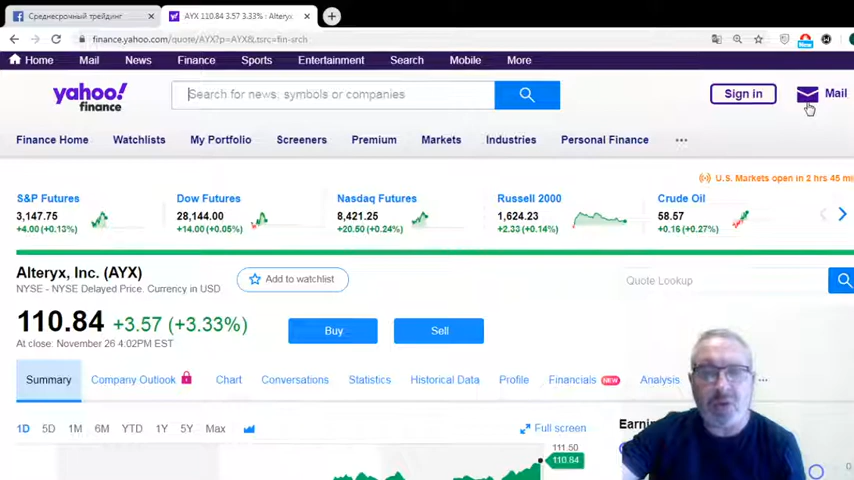 Среднесрочный трейдинг
AYX 110.84 3.57 3.33% : Alteryx
finance.yahoo.com/quote/AYX?p=AYX&.tsrc=fin-srch
Home Mail News Finance Sports Entertainment Search Mobile More
yahoo!
finance
Search for news, symbols or companies
Sign in
Mail
Finance Home Watchlists My Portfolio Screeners Premium Markets Industries Personal Finance
U.S. Markets open in 2 hrs 45 mi
S&P Futures Dow Futures Nasdaq Futures Russell 2000 Crude Oil
3,147.75 28,144.00 8,421.25 1,624.23 58.57
+4.00 (+0.13%) +14.00 (+0.05%) +20.50 (+0.24%) +2.33 (+0.14%) +0.16 (+0.27%)
Alteryx, Inc. (AYX)
Add to watchlist
Quote Lookup
NYSE - NYSE Delayed Price. Currency in USD
110.84 +3.57 (+3.33%)
Buy
Sell
At close: November 26 4:02PM EST
Summary Company Outlook Chart Conversations Statistics Historical Data Profile Financials NEW Analysis
1D 5D 1M 6M YTD 1Y 5Y Max
Full screen
111.50
110.84